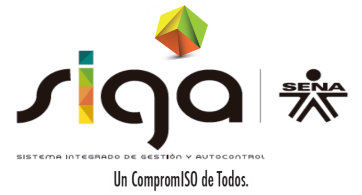 siga
SENA
SISTEMA INTEGRADO DE GESTIÓN Y AUTOCONTROL
Un CompromISO de Todos.